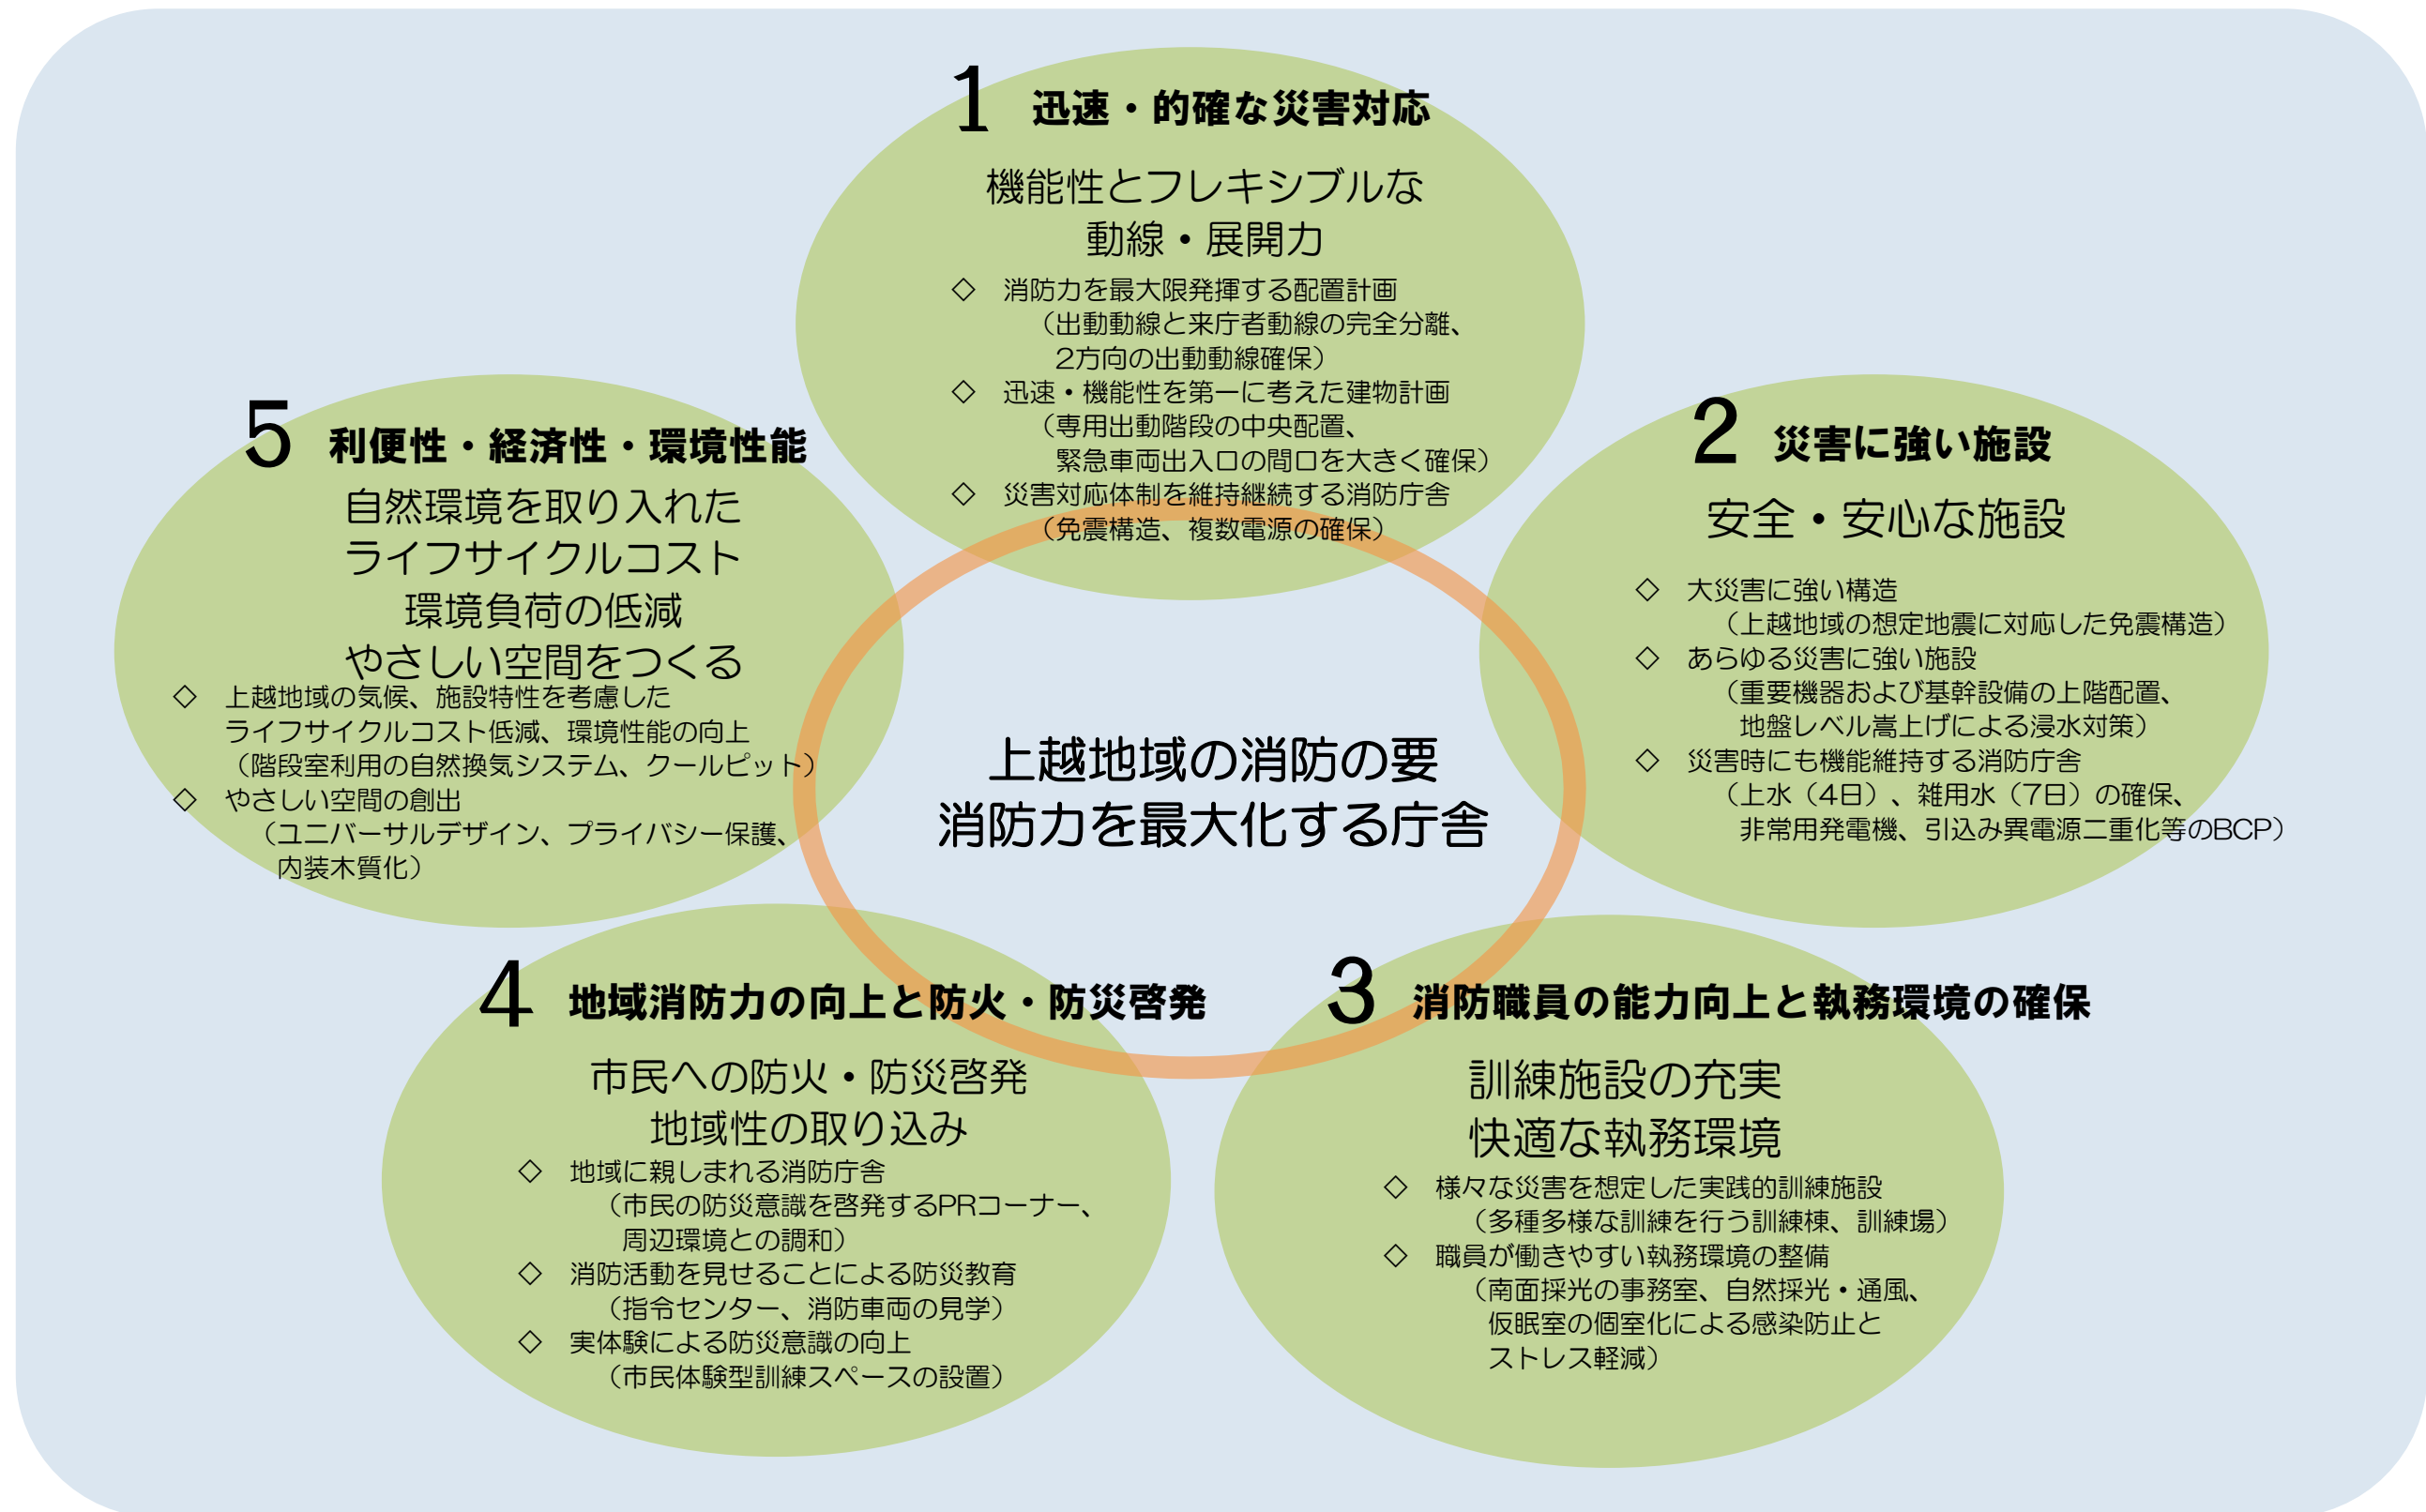 1 迅速・的確な災害対応
機能性とフレキシブルな
動線・展開力
◇ 消防力を最大限発揮する配置計画
（出動動線と来庁者動線の完全分離、
2方向の出動動線確保）
◇ 迅速・機能性を第一に考えた建物計画
（専用出動階段の中央配置、
緊急車両出入口の間口を大きく確保）
◇ 災害対応体制を維持継続する消防庁舎
（免震構造、複数電源の確保）
2 災害に強い施設
安全・安心な施設
◇ 大災害に強い構造
（上越地域の想定地震に対応した免震構造）
◇ あらゆる災害に強い施設
（重要機器および基幹設備の上階配置、
地盤レベル嵩上げによる浸水対策）
◇ 災害時にも機能維持する消防庁舎
（上水（4日）、雑用水（7日）の確保、
非常用発電機、引込み異電源二重化等のBCP）
3 消防職員の能力向上と執務環境の確保
訓練施設の充実
快適な執務環境
◇ 様々な災害を想定した実践的訓練施設
（多種多様な訓練を行う訓練棟、訓練場）
◇ 職員が働きやすい執務環境の整備
（南面採光の事務室、自然採光・通風、
仮眠室の個室化による感染防止と
ストレス軽減）
4 地域消防力の向上と防火・防災啓発
市民への防火・防災啓発
地域性の取り込み
◇ 地域に親しまれる消防庁舎
（市民の防災意識を啓発するPRコーナー、
周辺環境との調和）
◇ 消防活動を見せることによる防災教育
（指令センター、消防車両の見学）
◇ 実体験による防災意識の向上
（市民体験型訓練スペースの設置）
5 利便性・経済性・環境性能
自然環境を取り入れた
ライフサイクルコスト
環境負荷の低減
やさしい空間をつくる
◇ 上越地域の気候、施設特性を考慮した
ライフサイクルコスト低減、環境性能の向上
（階段室利用の自然換気システム、クールピット）
◇ やさしい空間の創出
（ユニバーサルデザイン、プライバシー保護、
内装木質化）
上越地域の消防の要
消防力を最大化する庁舎